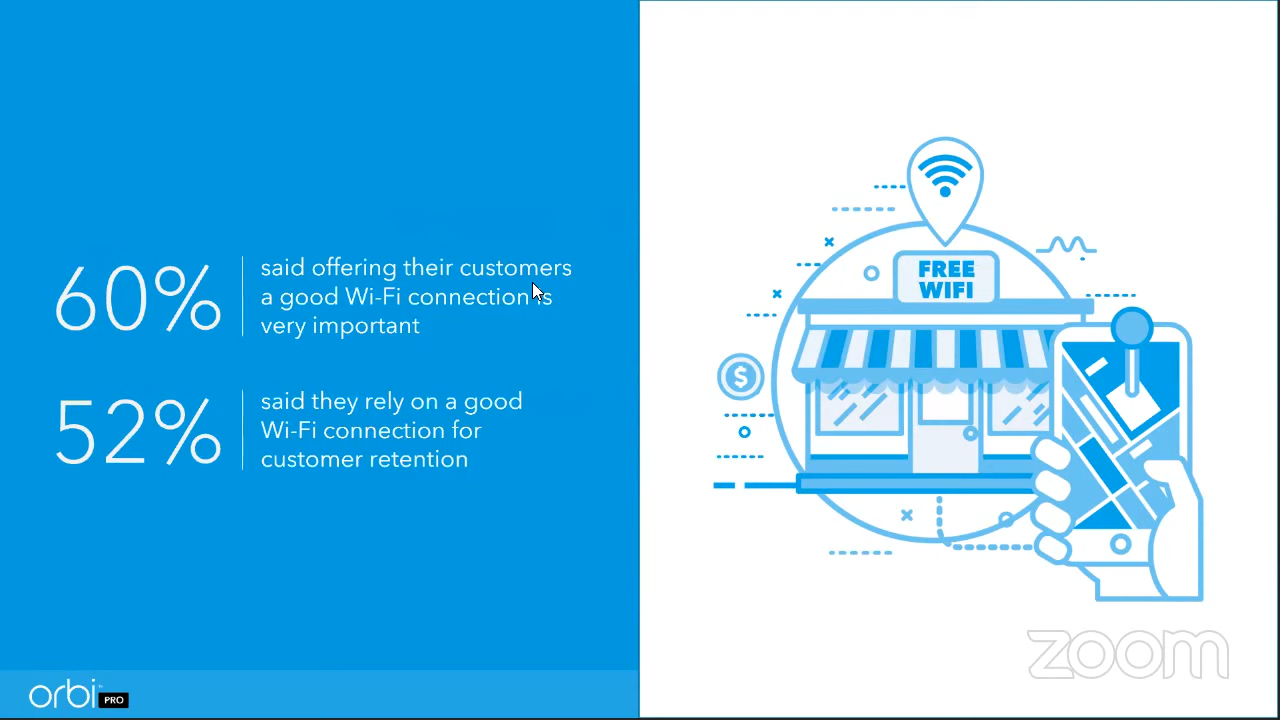 60%
said offering their customers
a good Wi-Fi connection is
very important
52%
said they rely on a good
Wi-Fi connection for
customer retention
FREE
WIFI
$
orbi PRO
zoom